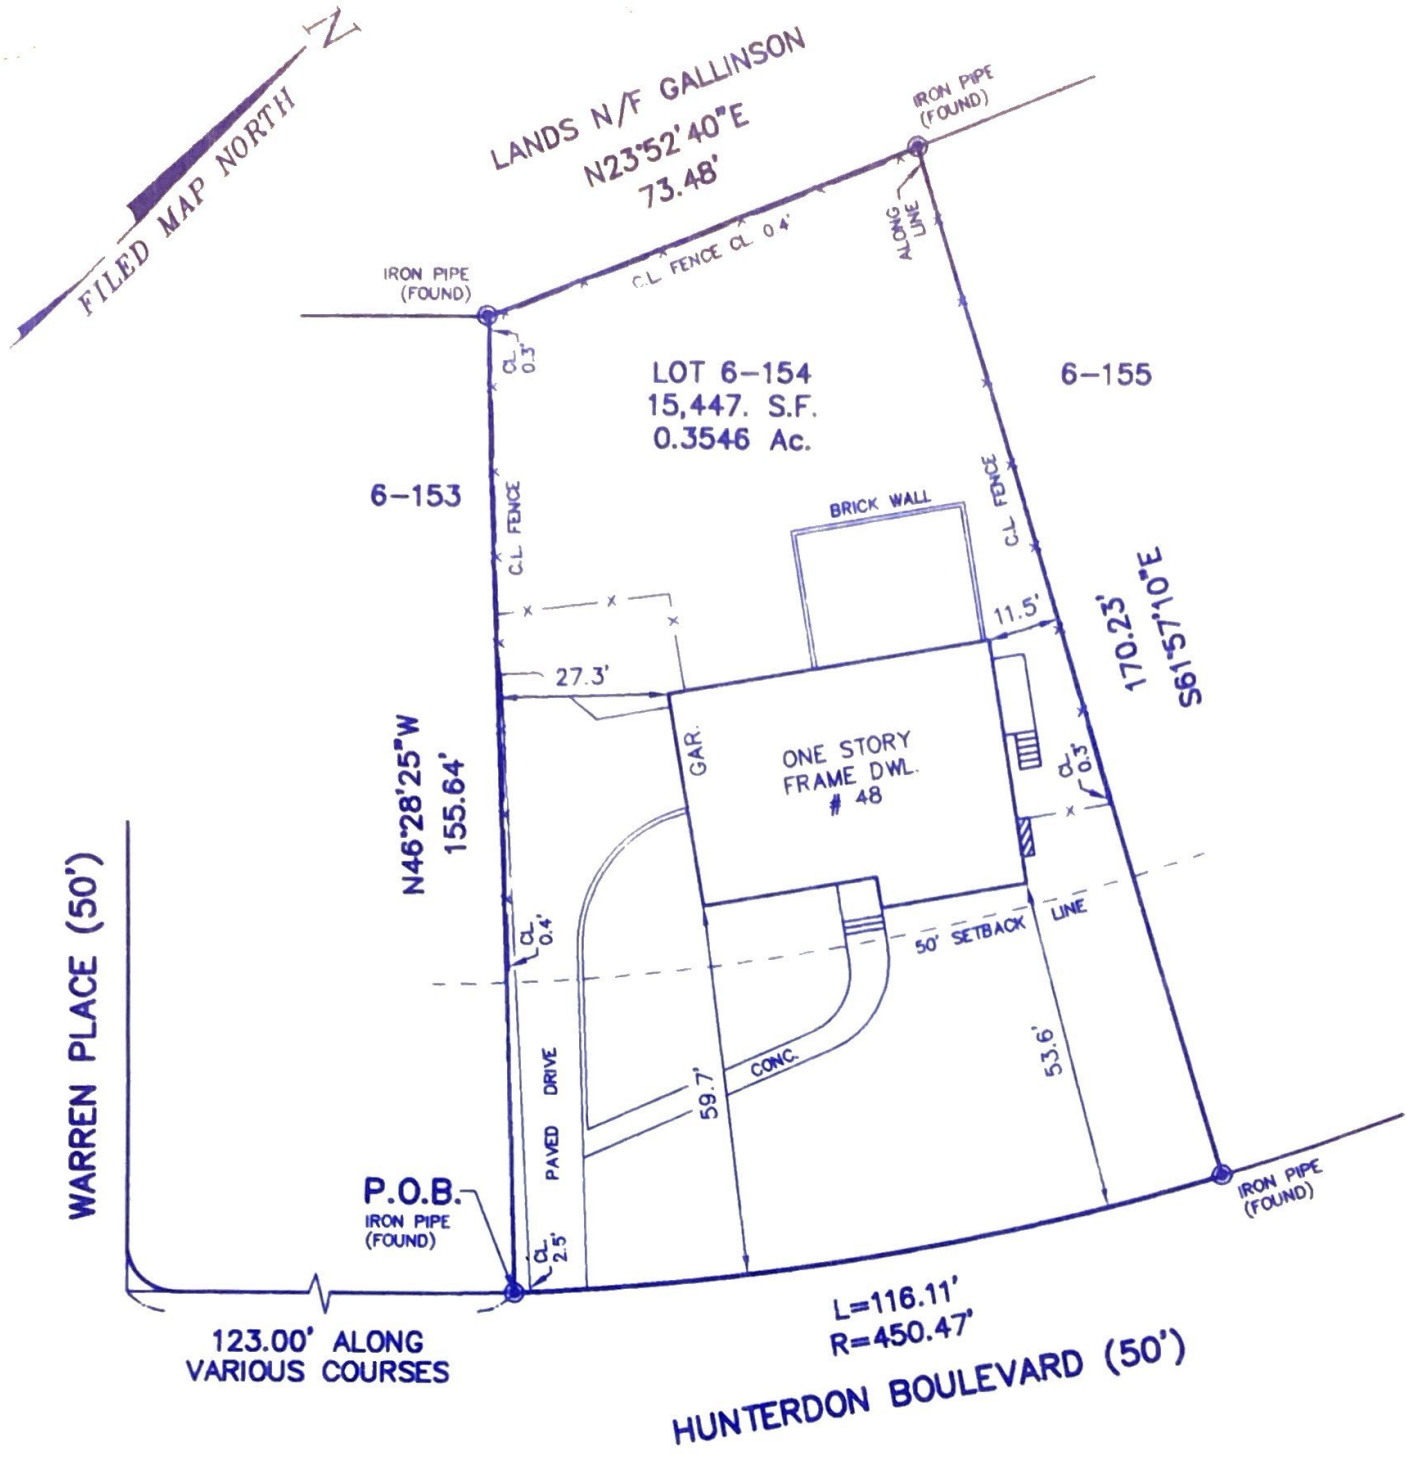 N
FILED MAP NORTH
LANDS N/F GALLINSON
N23°52'40"E
73.48'
IRON PIPE
(FOUND)
IRON PIPE
(FOUND)
C.L. FENCE CL 0.4'
ALONG
LINE
CL
0.3'
LOT 6-154
15,447. S.F.
0.3546 Ac.
6-155
6-153
C.L. FENCE
C.L. FENCE
BRICK WALL
11.5'
170.23'
S61°57'10"E
27.3'
N46°28'25"W
155.64'
GAR.
ONE STORY
FRAME DWL.
# 48
CL
0.3'
CL
0.4'
50' SETBACK LINE
WARREN PLACE (50')
PAVED DRIVE
CONC.
59.7'
53.6'
P.O.B.
IRON PIPE
(FOUND)
CL
2.5'
IRON PIPE
(FOUND)
123.00' ALONG
VARIOUS COURSES
L=116.11'
R=450.47'
HUNTERDON BOULEVARD (50')